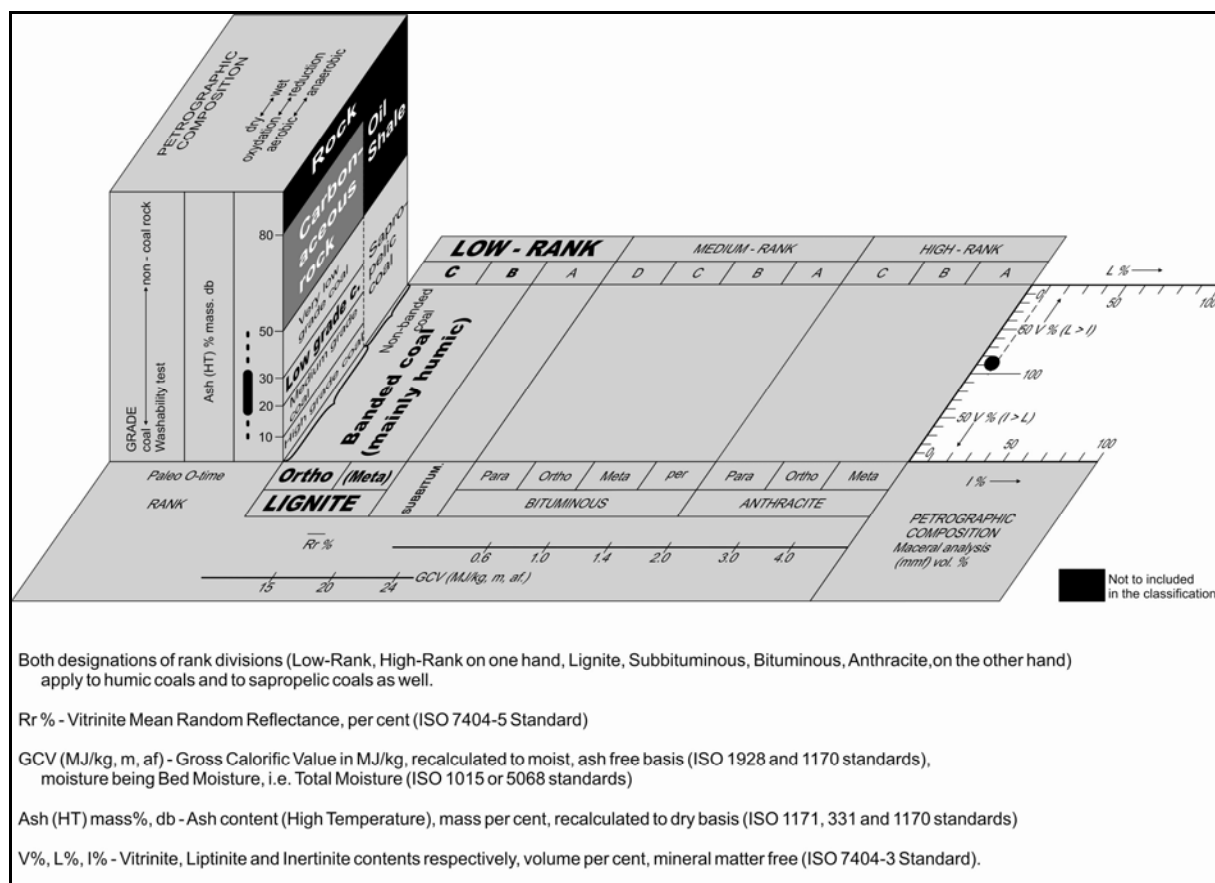 PETROGRAPHIC
COMPOSITION
dry wet
oxydation reduction
aerobic anaerobic
Rock
Oil
Shale
Carbon-
aceous
rock
Sapro-
pelic
coal
Very low
grade coal
Low grade c.
Medium grade
coal
High grade coal
Non-banded
coal
Banded coal
(mainly humic)
GRADE
coal non - coal rock
Washability test
Ash (HT) % mass. db
80
50
30
20
10
LOW - RANK MEDIUM - RANK HIGH - RANK
C B A D C B A C B A
L %
50 100
0
50 V % (L > I)
100
50 V % (I > L)
0
50 100
I %
Paleo O-time
RANK
Ortho (Meta)
LIGNITE
SUBBITUM.
Para Ortho Meta per Para Ortho Meta
BITUMINOUS ANTHRACITE
Rr %
0.6 1.0 1.4 2.0 3.0 4.0
GCV (MJ/kg, m, af.)
15 20 24
PETROGRAPHIC
COMPOSITION
Maceral analysis
(mmf) vol. %
Not to included
in the classification
Both designations of rank divisions (Low-Rank, High-Rank on one hand, Lignite, Subbituminous, Bituminous, Anthracite,on the other hand)
apply to humic coals and to sapropelic coals as well.
Rr % - Vitrinite Mean Random Reflectance, per cent (ISO 7404-5 Standard)
GCV (MJ/kg, m, af) - Gross Calorific Value in MJ/kg, recalculated to moist, ash free basis (ISO 1928 and 1170 standards),
moisture being Bed Moisture, i.e. Total Moisture (ISO 1015 or 5068 standards)
Ash (HT) mass%, db - Ash content (High Temperature), mass per cent, recalculated to dry basis (ISO 1171, 331 and 1170 standards)
V%, L%, I% - Vitrinite, Liptinite and Inertinite contents respectively, volume per cent, mineral matter free (ISO 7404-3 Standard).